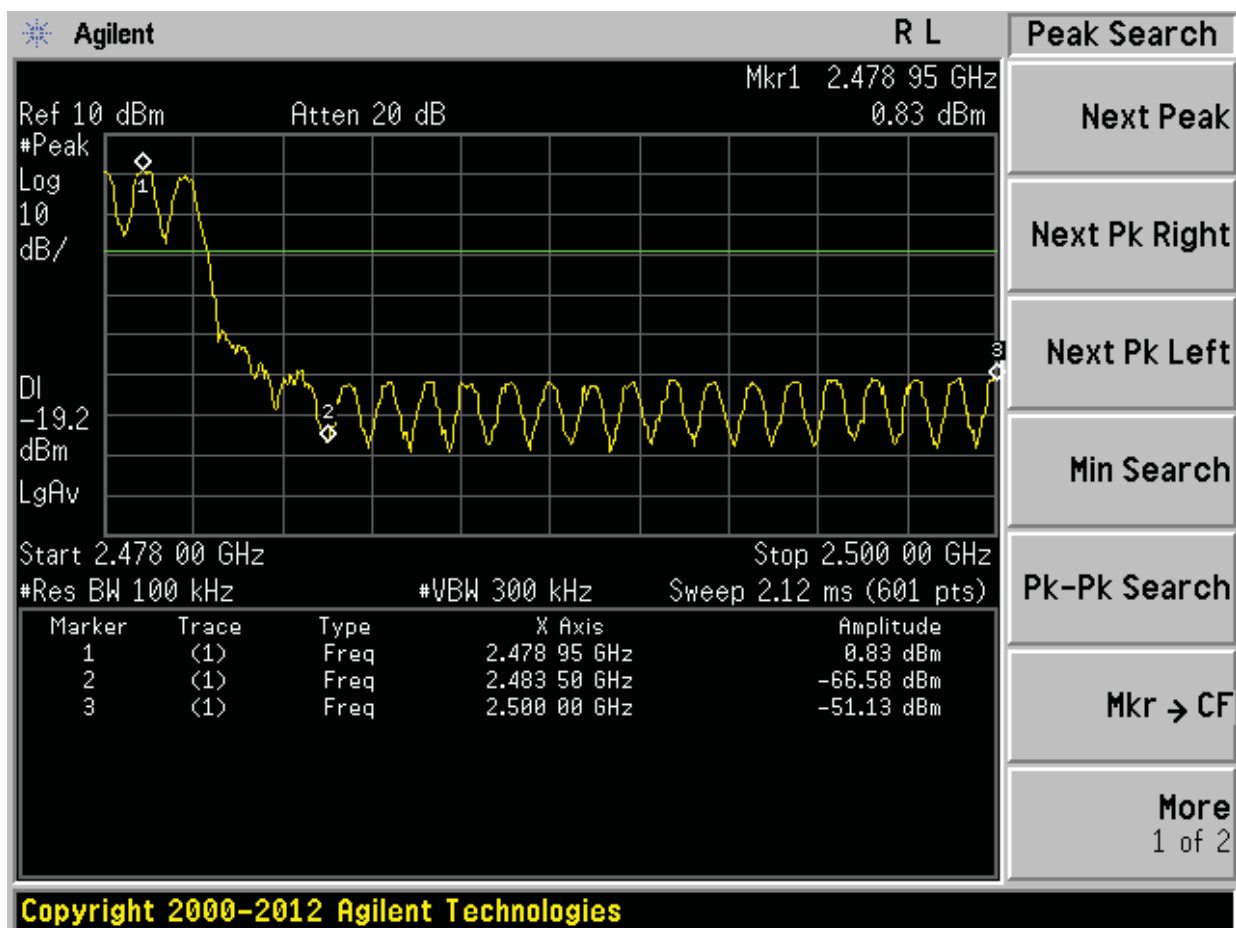 Agilent R L Peak Search
Mkr1 2.478 95 GHz
Ref 10 dBm Atten 20 dB 0.83 dBm
#Peak
Log
10
dB/
1
2
3
DI
-19.2
dBm
LgAv
Start 2.478 00 GHz Stop 2.500 00 GHz
#Res BW 100 kHz #VBW 300 kHz Sweep 2.12 ms (601 pts)
Marker Trace Type X Axis Amplitude
1 (1) Freq 2.478 95 GHz 0.83 dBm
2 (1) Freq 2.483 50 GHz -66.58 dBm
3 (1) Freq 2.500 00 GHz -51.13 dBm
Next Peak
Next Pk Right
Next Pk Left
Min Search
Pk-Pk Search
Mkr → CF
More
1 of 2
Copyright 2000-2012 Agilent Technologies